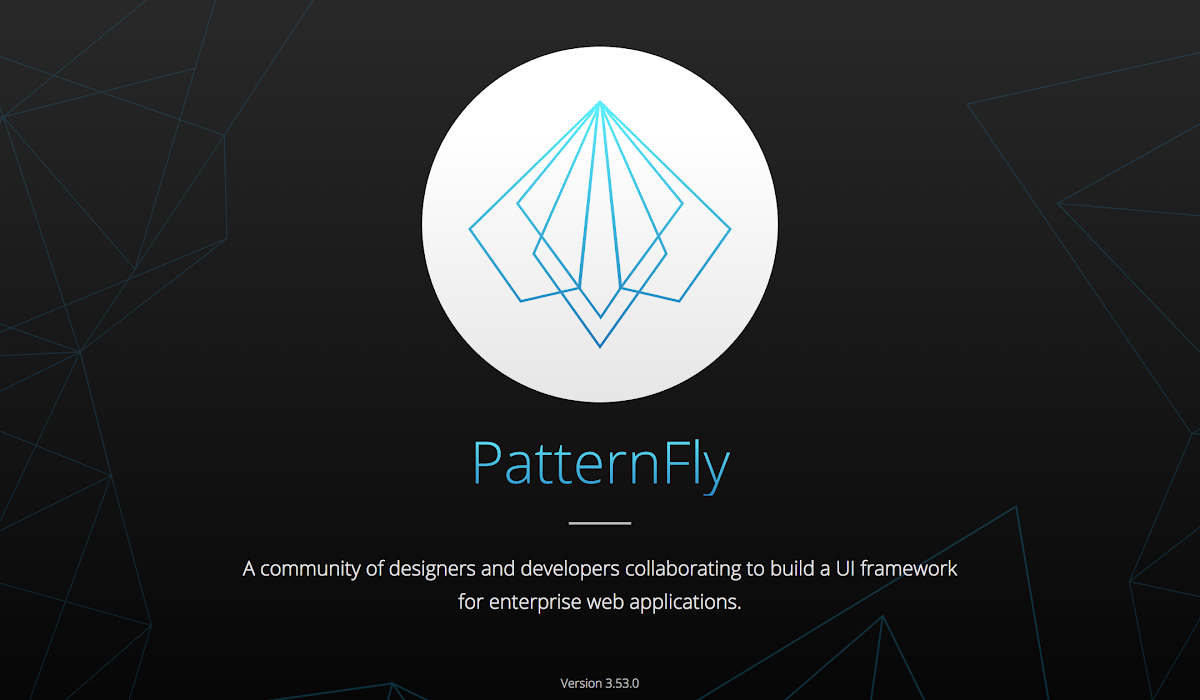 PatternFly
A community of designers and developers collaborating to build a UI framework
for enterprise web applications.
Version 3.53.0